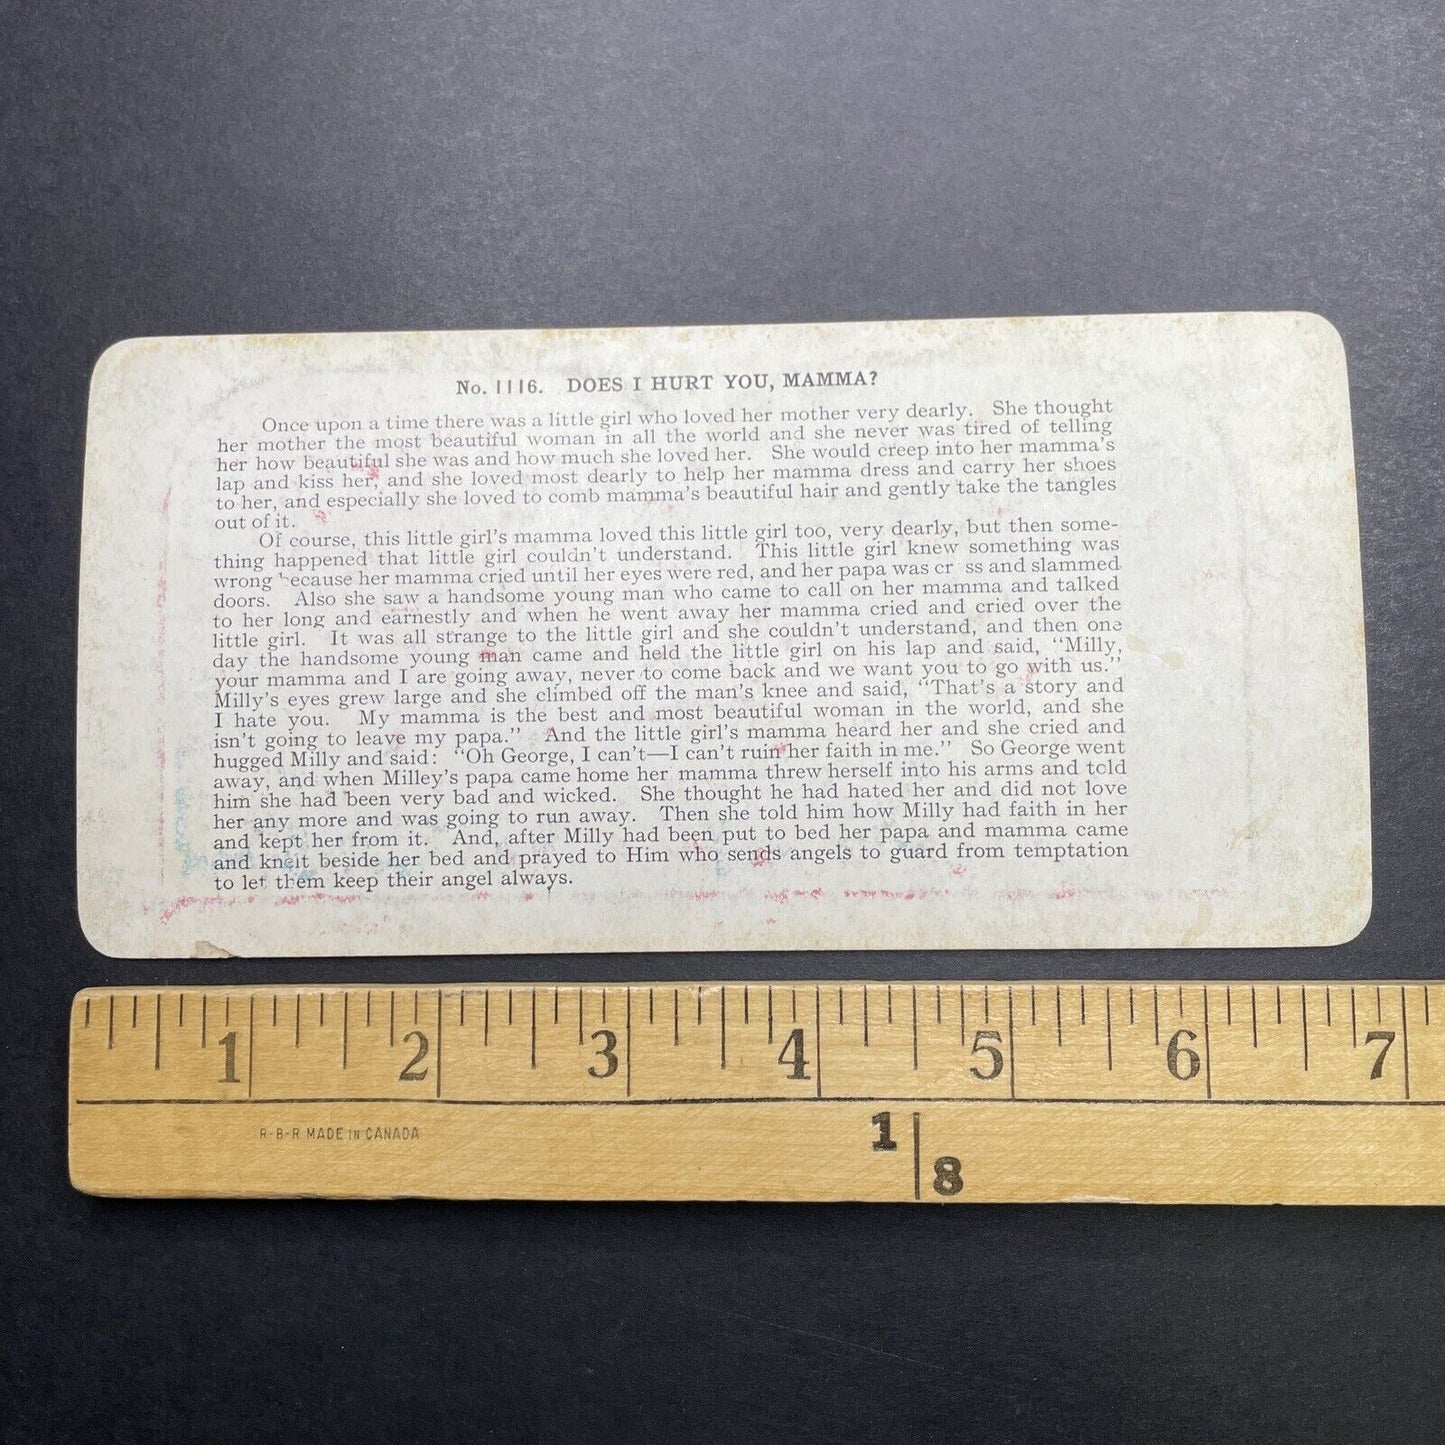 No. 1116. DOES I HURT YOU, MAMMA?
Once upon a time there was a little girl who loved her mother very dearly. She thought
her mother the most beautiful woman in all the world and she never was tired of telling
her how beautiful she was and how much she loved her. She would creep into her mamma's
lap and kiss her, and she loved most dearly to help her mamma dress and carry her shoes
to her, and especially she loved to comb mamma's beautiful hair and gently take the tangles
out of it.
Of course, this little girl's mamma loved this little girl too, very dearly, but then some-
thing happened that little girl couldn't understand. This little girl knew something was
wrong because her mamma cried until her eyes were red, and her papa was cr ss and slammed
doors. Also she saw a handsome young man who came to call on her mamma and talked
to her long and earnestly and when he went away her mamma cried and cried over the
little girl. It was all strange to the little girl and she couldn't understand, and then one
day the handsome young man came and held the little girl on his lap and said, "Milly,
your mamma and I are going away, never to come back and we want you to go with us."
Milly's eyes grew large and she climbed off the man's knee and said, "That's a story and
I hate you. My mamma is the best and most beautiful woman in the world, and she
isn't going to leave my papa." And the little girl's mamma heard her and she cried and
hugged Milly and said: "Oh George, I can't—I can't ruin her faith in me." So George went
away, and when Milley's papa came home her mamma threw herself into his arms and told
him she had been very bad and wicked. She thought he had hated her and did not love
her any more and was going to run away. Then she told him how Milly had faith in her
and kept her from it. And, after Milly had been put to bed her papa and mamma came
and kneit beside her bed and prayed to Him who sends angels to guard from temptation
to let them keep their angel always.
1 2 3 4 5 6 7
R-B-R MADE IN CANADA
1
8